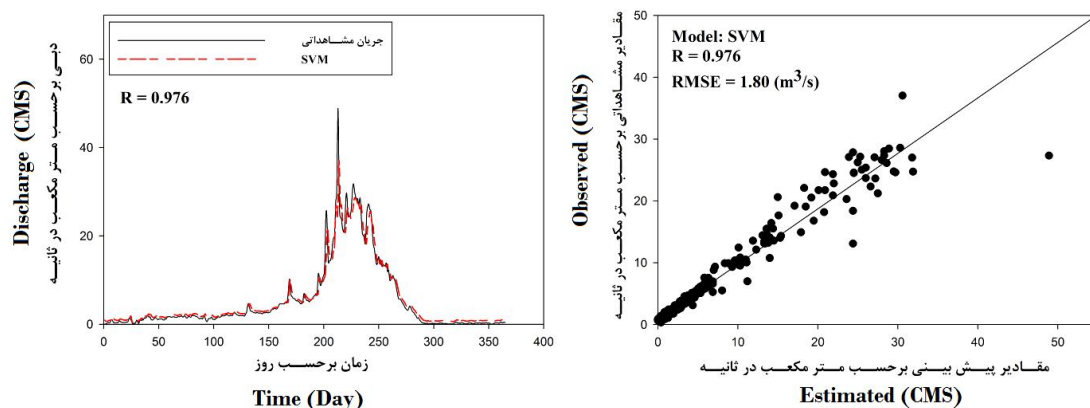 60
40
20
0
Discharge (CMS)
دبی برحسب متر مکعب در ثانیه
جریان مشاهداتی
SVM
R = 0.976
0 50 100 150 200 250 300 350 400
زمان برحسب روز
Time (Day)
50
40
30
20
10
0
Observed (CMS)
مقادیر مشاهداتی برحسب متر مکعب در ثانیه
Model: SVM
R = 0.976
RMSE = 1.80 (m³/s)
0 10 20 30 40 50
مقادیر پیش بینی برحسب متر مکعب در ثانیه
Estimated (CMS)